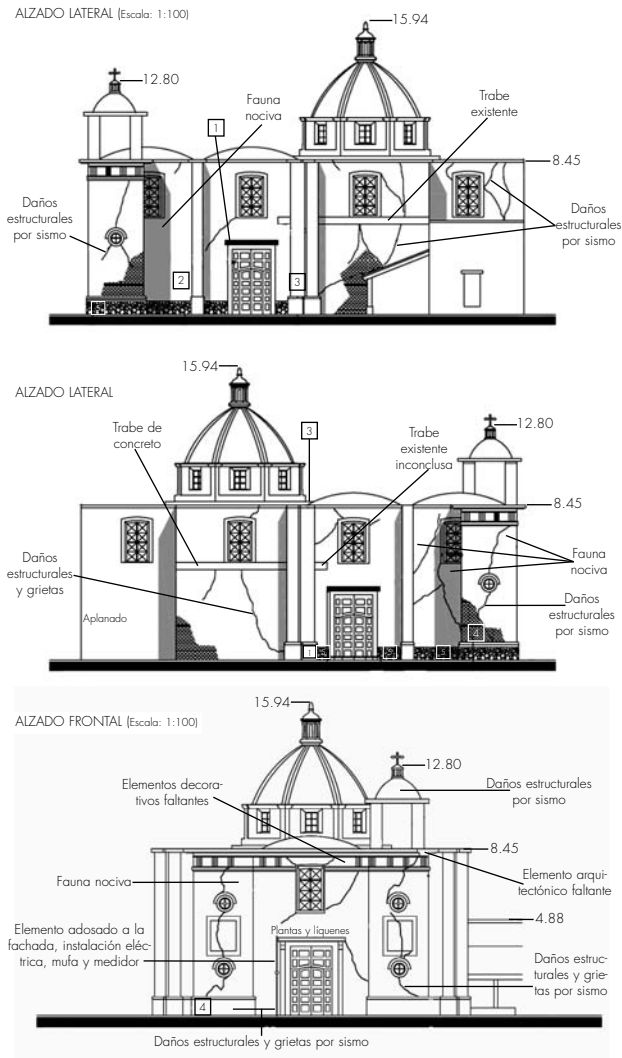 ALZADO LATERAL (Escala: 1:100)
15.94
12.80
Fauna
nociva
Trabe
existente
1
8.45
Daños
estructurales
por sismo
Daños
estructurales
por sismo
2
3
ALZADO LATERAL
15.94
12.80
Trabe de
concreto
3
Trabe
existente
inconclusa
8.45
Daños
estructurales
y grietas
Fauna
nociva
Aplanado
Daños
estructurales
por sismo
4
1
5
ALZADO FRONTAL (Escala: 1:100)
15.94
12.80
Elementos decora-
tivos faltantes
Daños estructurales
por sismo
8.45
Fauna nociva
Elemento arqui-
tectónico faltante
4.88
Elemento adosado a la
fachada, instalación eléc-
trica, mufa y medidor
Plantas y líquenes
Daños estruc-
turales y grie-
tas por sismo
4
Daños estructurales y grietas por sismo